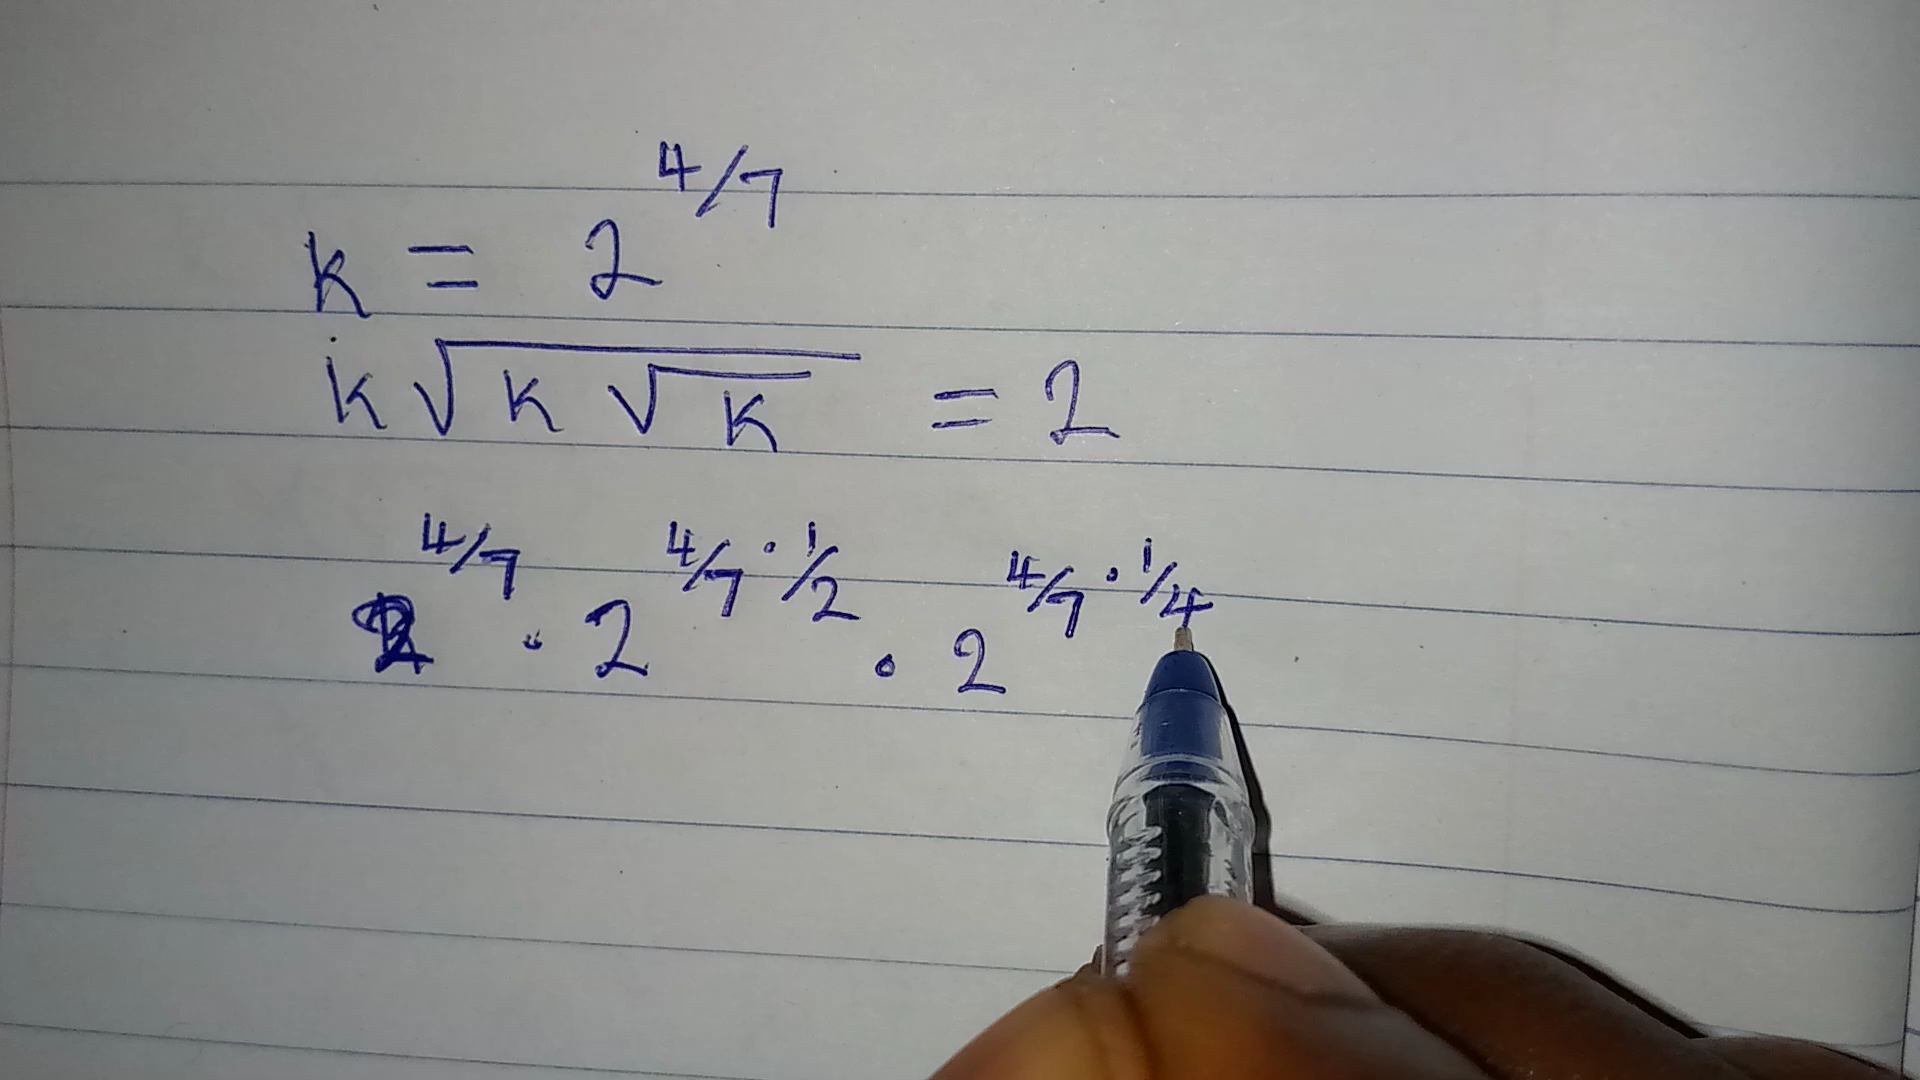 k = 2^4/7
k√(k√k) = 2
2^4/7 · 2^4/7·1/2 · 2^4/7·1/4